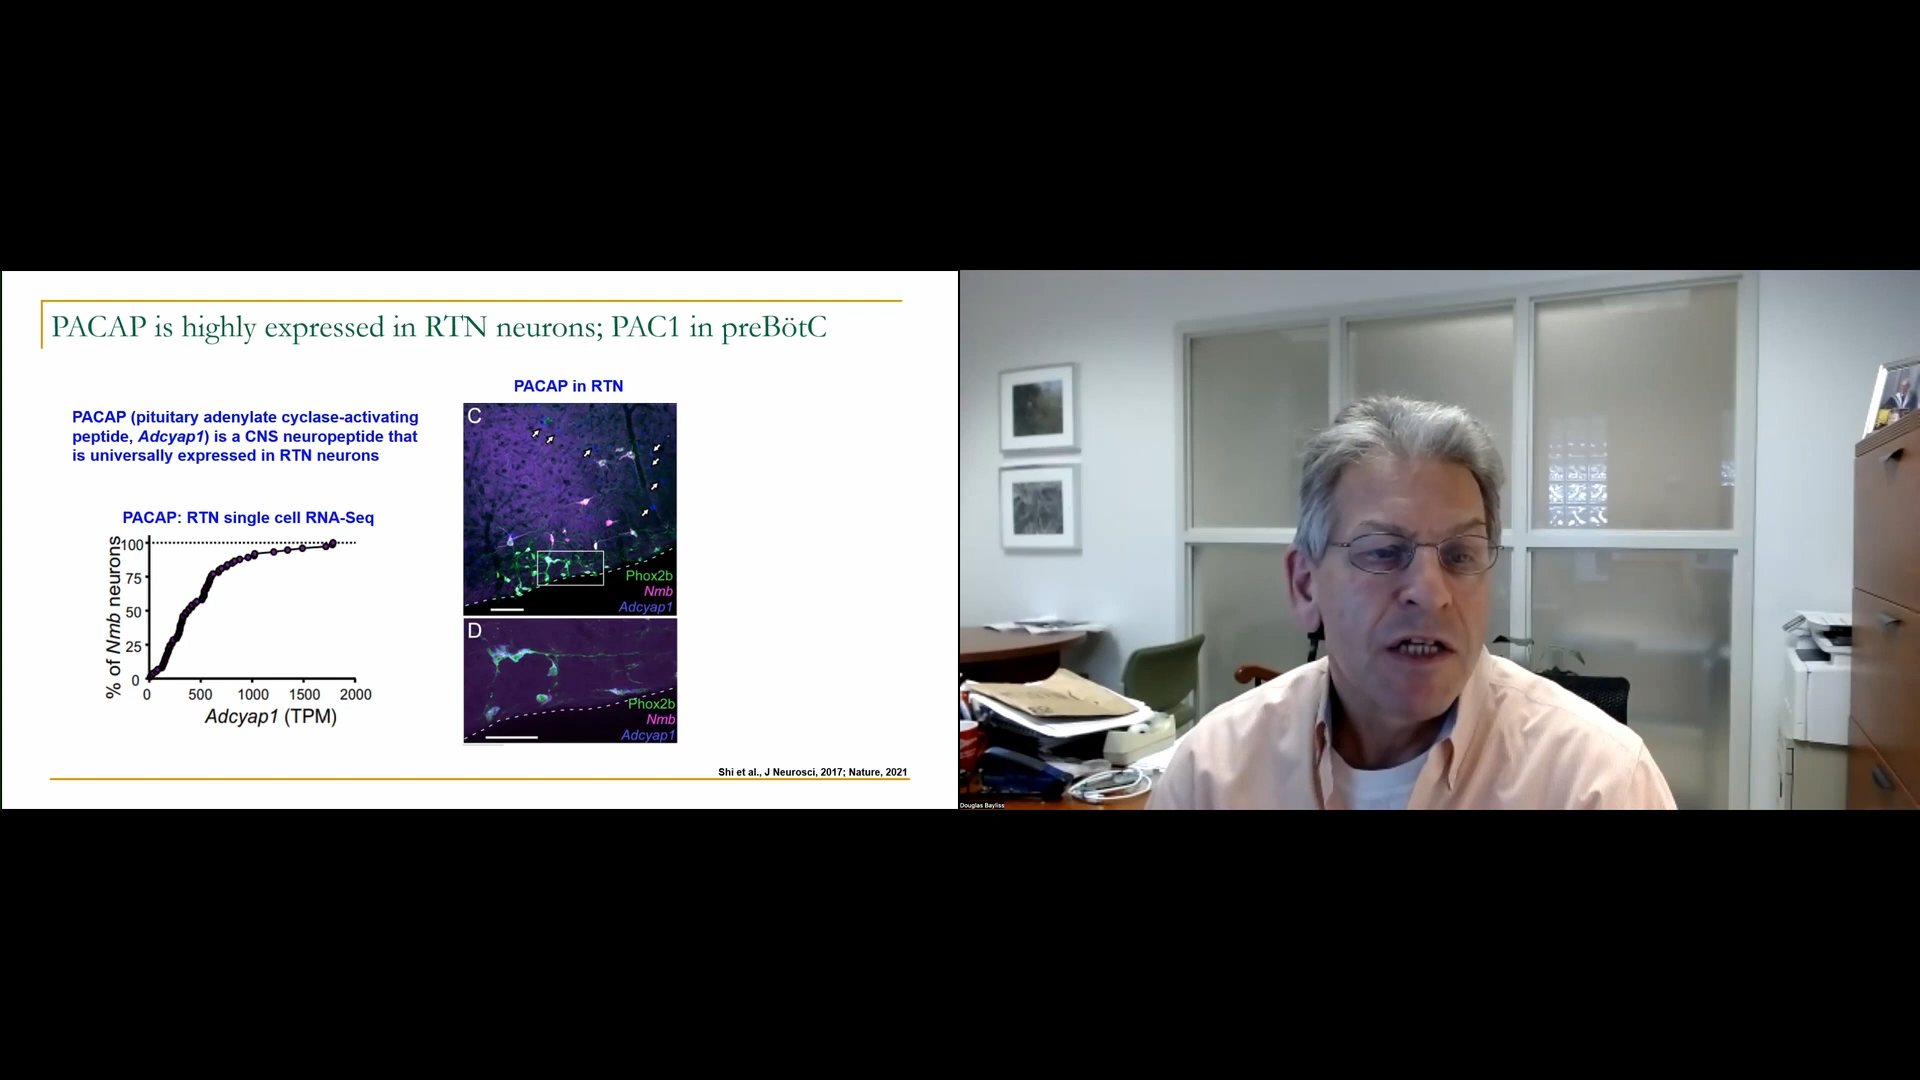 PACAP is highly expressed in RTN neurons; PAC1 in preBötC
PACAP (pituitary adenylate cyclase-activating
peptide, Adcyap1) is a CNS neuropeptide that
is universally expressed in RTN neurons
PACAP: RTN single cell RNA-Seq
% of Nmb neurons
100
75
50
25
0
0 500 1000 1500 2000
Adcyap1 (TPM)
PACAP in RTN
C
Phox2b
Nmb
Adcyap1
D
Phox2b
Nmb
Adcyap1
Shi et al., J Neurosci, 2017; Nature, 2021
Douglas Bayliss